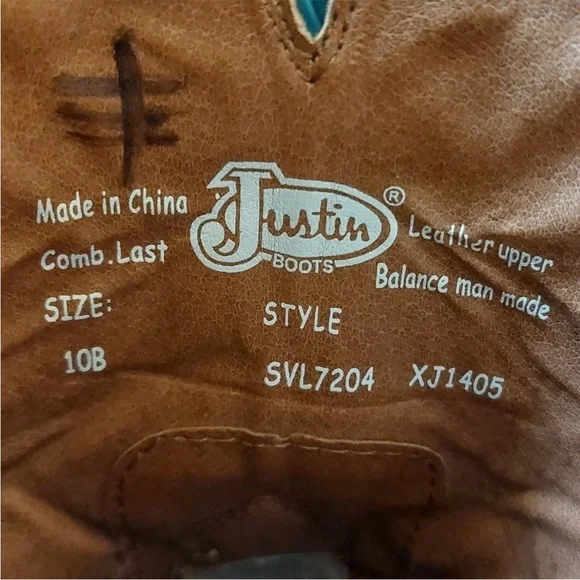 Made in China
Comb. Last
SIZE:
10B
Justin
BOOTS
®
Leather upper
Balance man made
STYLE
SVL7204 XJ1405